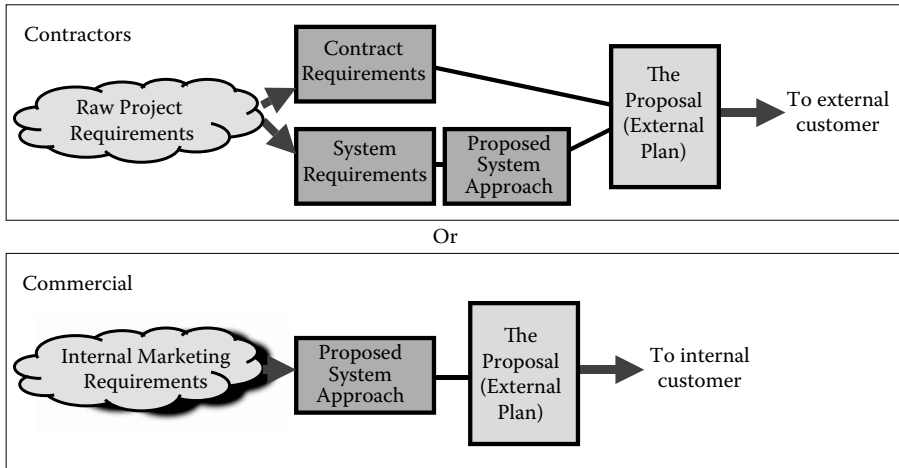 Contractors
Raw Project
Requirements
Contract
Requirements
System
Requirements
Proposed
System
Approach
The
Proposal
(External
Plan)
To external
customer
Or
Commercial
Internal Marketing
Requirements
Proposed
System
Approach
The
Proposal
(External
Plan)
To internal
customer